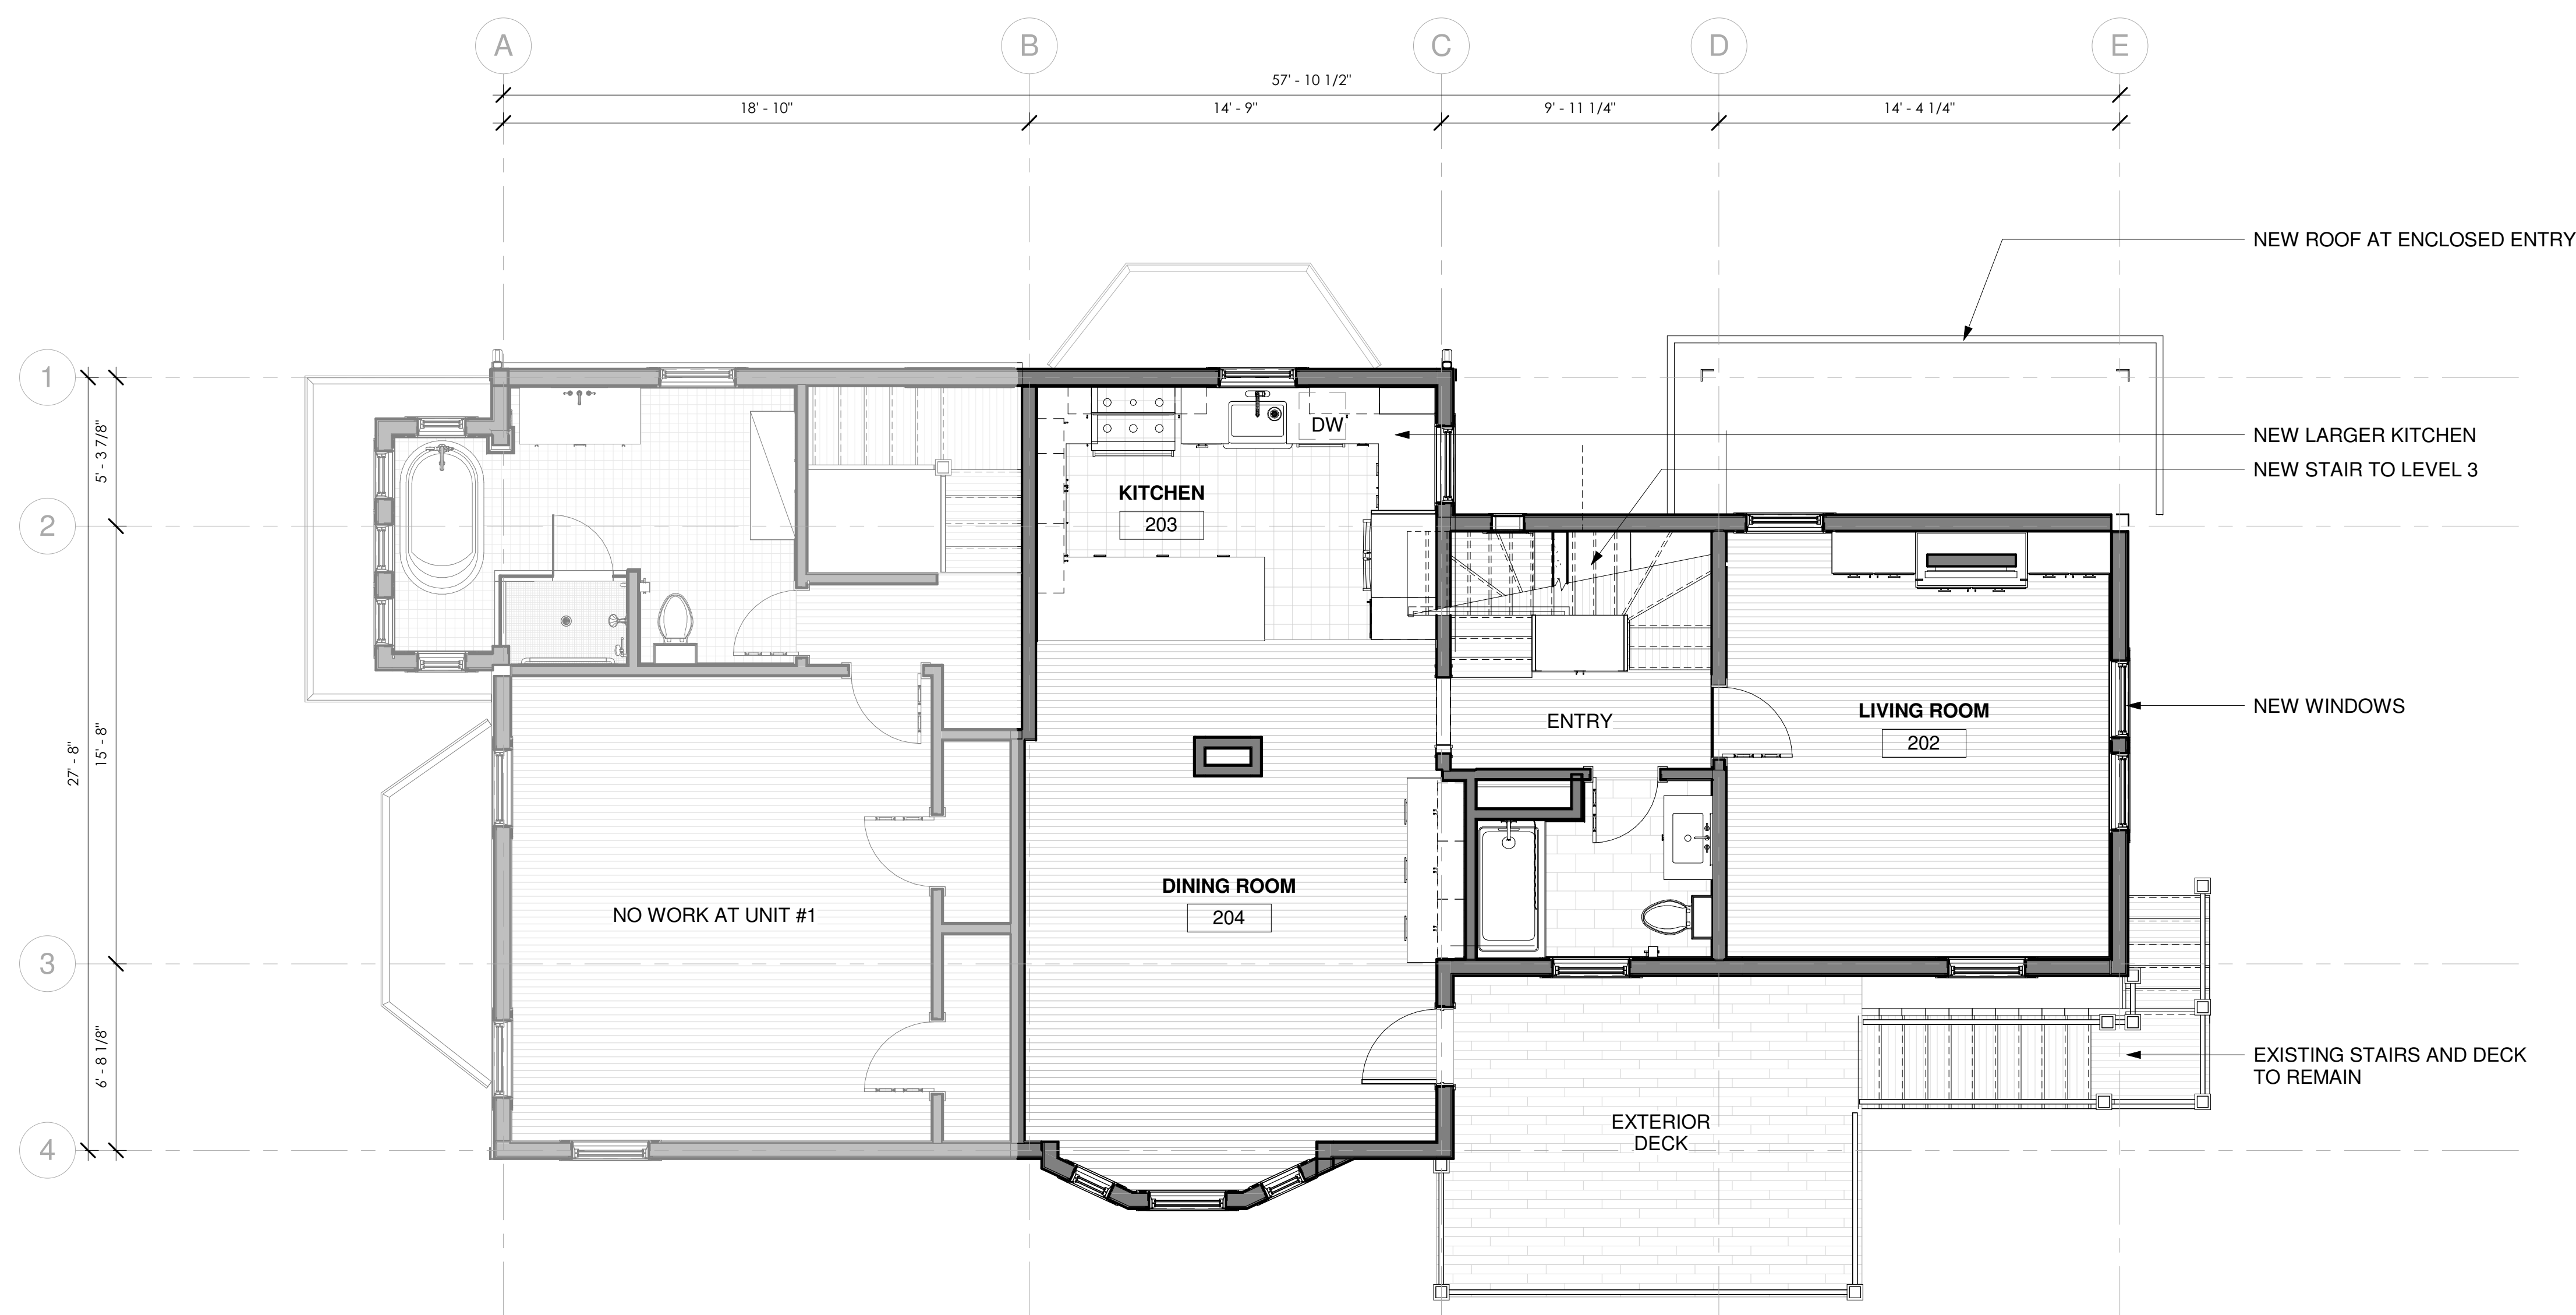 A
B
C
D
E
57' - 10 1/2"
18' - 10"
14' - 9"
9' - 11 1/4"
14' - 4 1/4"
NEW ROOF AT ENCLOSED ENTRY
1
5' - 3 7/8"
DW
NEW LARGER KITCHEN
NEW STAIR TO LEVEL 3
KITCHEN
203
2
ENTRY
LIVING ROOM
202
NEW WINDOWS
27' - 8"
15' - 8"
DINING ROOM
204
NO WORK AT UNIT #1
3
6' - 8 1/8"
EXISTING STAIRS AND DECK
TO REMAIN
EXTERIOR
DECK
4